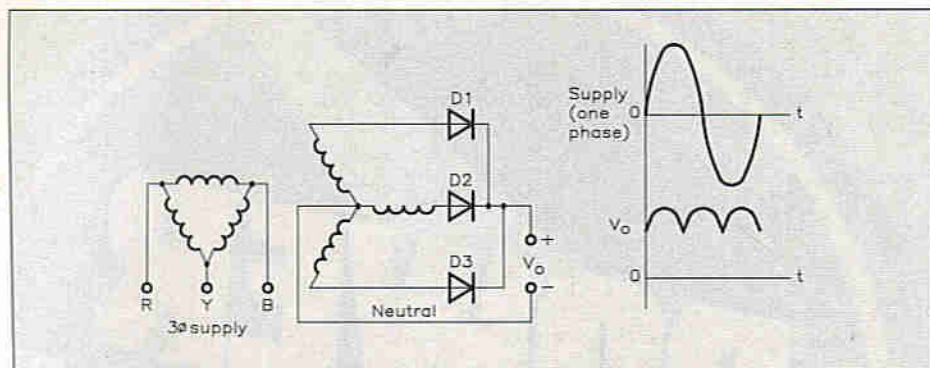 D1
D2
D3
R
Y
B
3ø supply
Neutral
+
Vo
−
Supply
(one
phase)
0
t
Vo
0
t